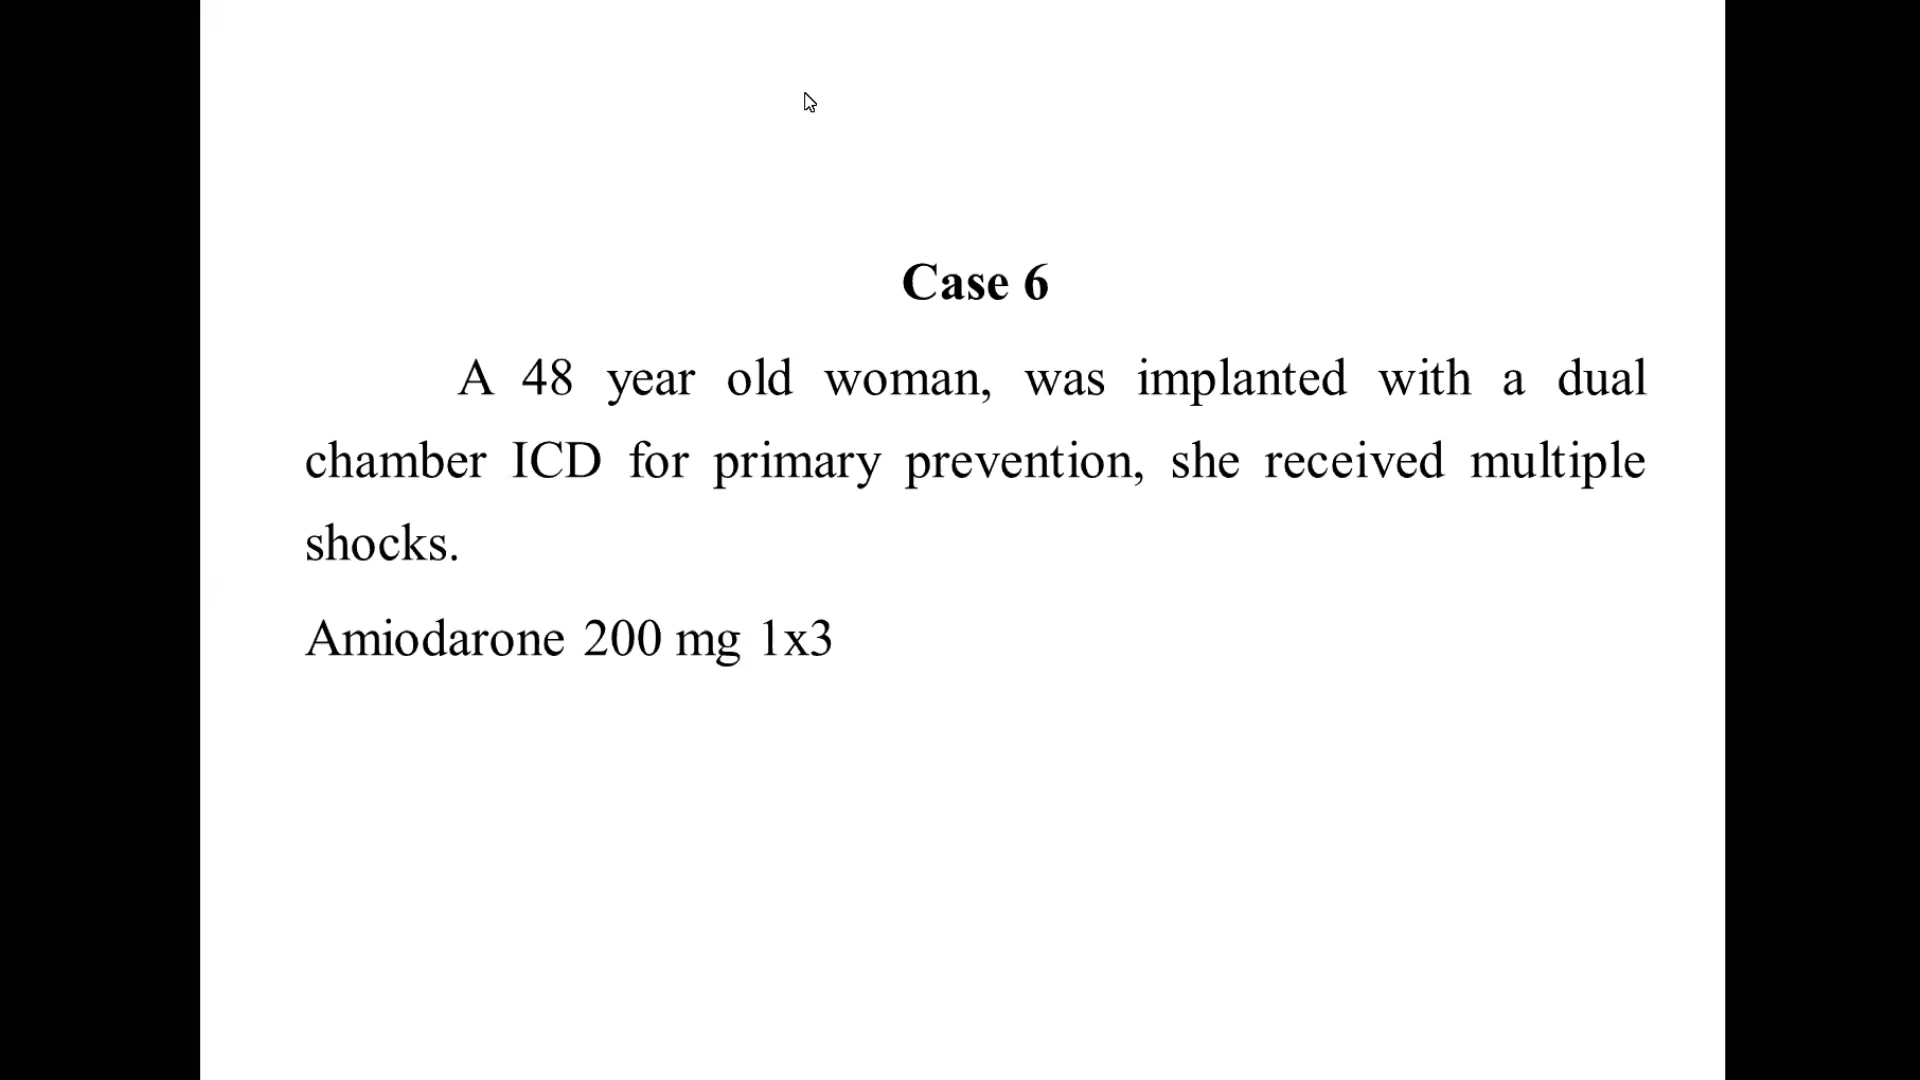 Case 6
A 48 year old woman, was implanted with a dual
chamber ICD for primary prevention, she received multiple
shocks.
Amiodarone 200 mg 1x3